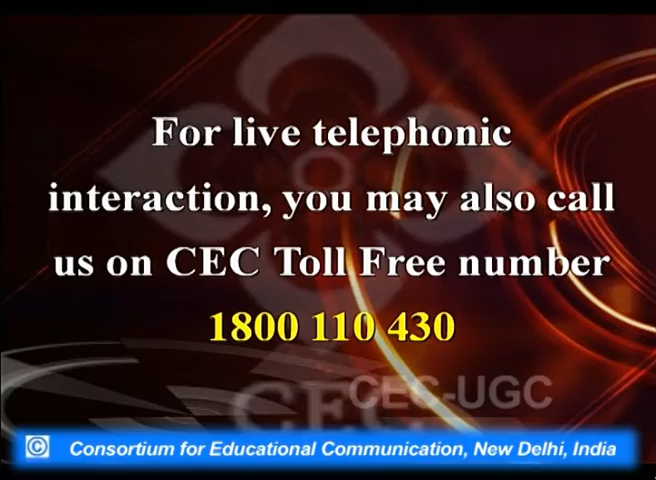 For live telephonic
interaction, you may also call
us on CEC Toll Free number
1800 110 430
CEC-UGC
CEC
© Consortium for Educational Communication, New Delhi, India